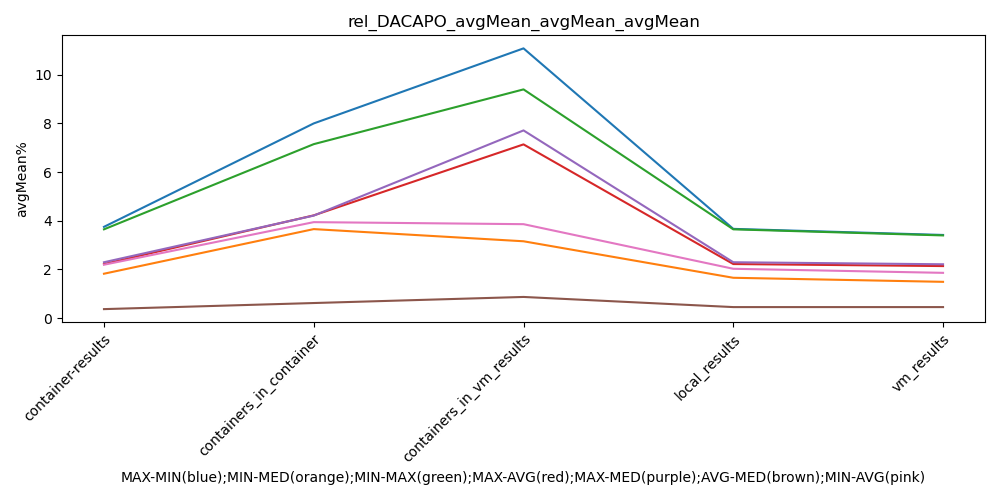 rel_DACAPO_avgMean_avgMean_avgMean
avgMean%
10
8
6
4
2
0
container-results
containers_in_container
containers_in_vm_results
local_results
vm_results
MAX-MIN(blue);MIN-MED(orange);MIN-MAX(green);MAX-AVG(red);MAX-MED(purple);AVG-MED(brown);MIN-AVG(pink)